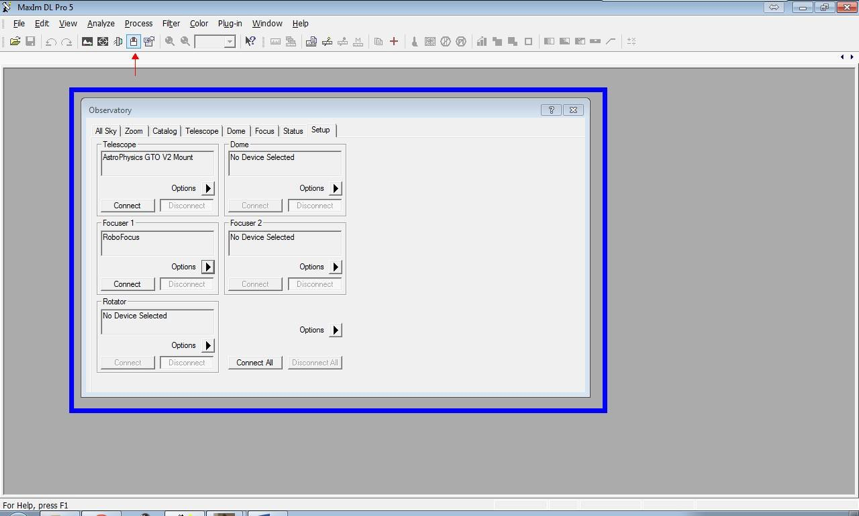 MaxIm DL Pro 5
File Edit View Analyze Process Filter Color Plug-in Window Help
Observatory
All Sky Zoom Catalog Telescope Dome Focus Status Setup
Telescope
AstroPhysics GTO V2 Mount
Options
Connect Disconnect
Dome
No Device Selected
Options
Connect Disconnect
Focuser 1
RoboFocus
Options
Connect Disconnect
Focuser 2
No Device Selected
Options
Connect Disconnect
Rotator
No Device Selected
Options
Connect Disconnect
Options
Connect All Disconnect All
For Help, press F1